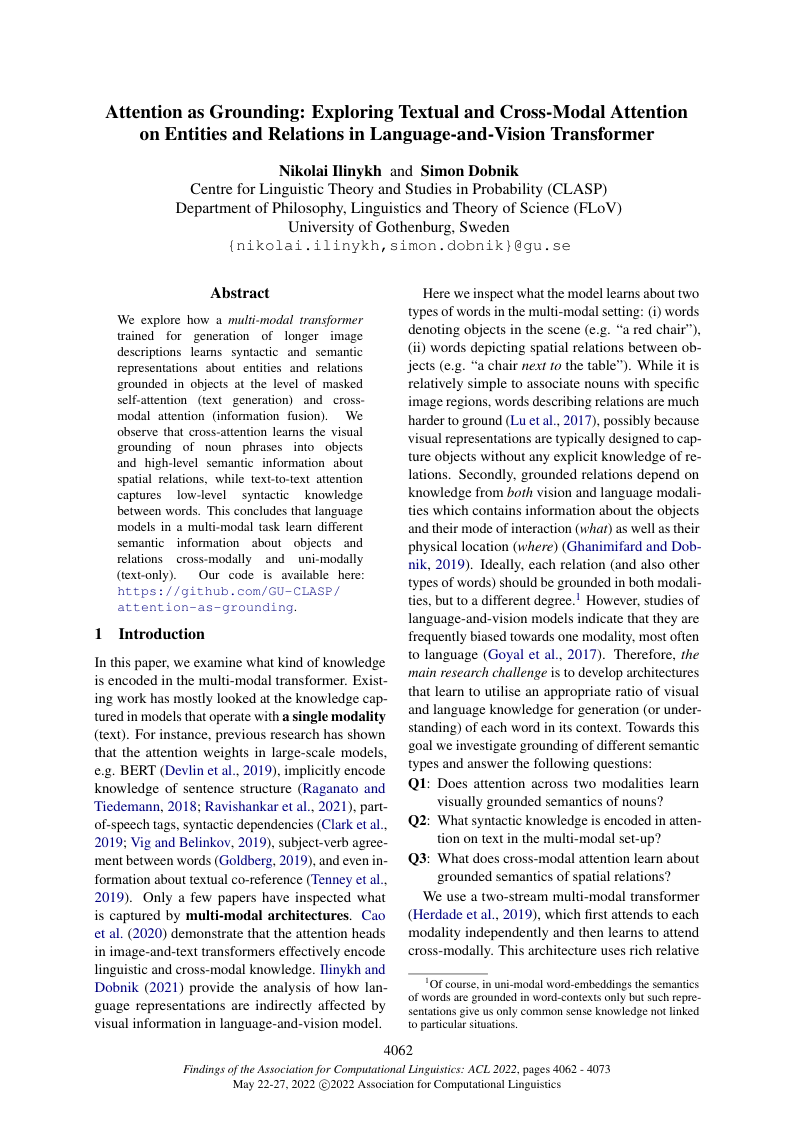 Attention as Grounding: Exploring Textual and Cross-Modal Attention
on Entities and Relations in Language-and-Vision Transformer
Nikolai Ilinykh and Simon Dobnik
Centre for Linguistic Theory and Studies in Probability (CLASP)
Department of Philosophy, Linguistics and Theory of Science (FLoV)
University of Gothenburg, Sweden
{nikolai.ilinykh,simon.dobnik}@gu.se
Abstract
We explore how a multi-modal transformer
trained for generation of longer image
descriptions learns syntactic and semantic
representations about entities and relations
grounded in objects at the level of masked
self-attention (text generation) and cross-
modal attention (information fusion). We
observe that cross-attention learns the visual
grounding of noun phrases into objects
and high-level semantic information about
spatial relations, while text-to-text attention
captures low-level syntactic knowledge
between words. This concludes that language
models in a multi-modal task learn different
semantic information about objects and
relations cross-modally and uni-modally
(text-only). Our code is available here:
https://github.com/GU-CLASP/
attention-as-grounding.
1 Introduction
In this paper, we examine what kind of knowledge
is encoded in the multi-modal transformer. Exist-
ing work has mostly looked at the knowledge cap-
tured in models that operate with a single modality
(text). For instance, previous research has shown
that the attention weights in large-scale models,
e.g. BERT (Devlin et al., 2019), implicitly encode
knowledge of sentence structure (Raganato and
Tiedemann, 2018; Ravishankar et al., 2021), part-
of-speech tags, syntactic dependencies (Clark et al.,
2019; Vig and Belinkov, 2019), subject-verb agree-
ment between words (Goldberg, 2019), and even in-
formation about textual co-reference (Tenney et al.,
2019). Only a few papers have inspected what
is captured by multi-modal architectures. Cao
et al. (2020) demonstrate that the attention heads
in image-and-text transformers effectively encode
linguistic and cross-modal knowledge. Ilinykh and
Dobnik (2021) provide the analysis of how lan-
guage representations are indirectly affected by
visual information in language-and-vision model.
Here we inspect what the model learns about two
types of words in the multi-modal setting: (i) words
denoting objects in the scene (e.g. “a red chair”),
(ii) words depicting spatial relations between ob-
jects (e.g. “a chair next to the table”). While it is
relatively simple to associate nouns with specific
image regions, words describing relations are much
harder to ground (Lu et al., 2017), possibly because
visual representations are typically designed to cap-
ture objects without any explicit knowledge of re-
lations. Secondly, grounded relations depend on
knowledge from both vision and language modali-
ties which contains information about the objects
and their mode of interaction (what) as well as their
physical location (where) (Ghanimifard and Dob-
nik, 2019). Ideally, each relation (and also other
types of words) should be grounded in both modali-
ties, but to a different degree.1 However, studies of
language-and-vision models indicate that they are
frequently biased towards one modality, most often
to language (Goyal et al., 2017). Therefore, the
main research challenge is to develop architectures
that learn to utilise an appropriate ratio of visual
and language knowledge for generation (or under-
standing) of each word in its context. Towards this
goal we investigate grounding of different semantic
types and answer the following questions:
Q1: Does attention across two modalities learn
visually grounded semantics of nouns?
Q2: What syntactic knowledge is encoded in atten-
tion on text in the multi-modal set-up?
Q3: What does cross-modal attention learn about
grounded semantics of spatial relations?
We use a two-stream multi-modal transformer
(Herdade et al., 2019), which first attends to each
modality independently and then learns to attend
cross-modally. This architecture uses rich relative
1Of course, in uni-modal word-embeddings the semantics
of words are grounded in word-contexts only but such repre-
sentations give us only common sense knowledge not linked
to particular situations.
4062
Findings of the Association for Computational Linguistics: ACL 2022, pages 4062 - 4073
May 22-27, 2022 ©2022 Association for Computational Linguistics